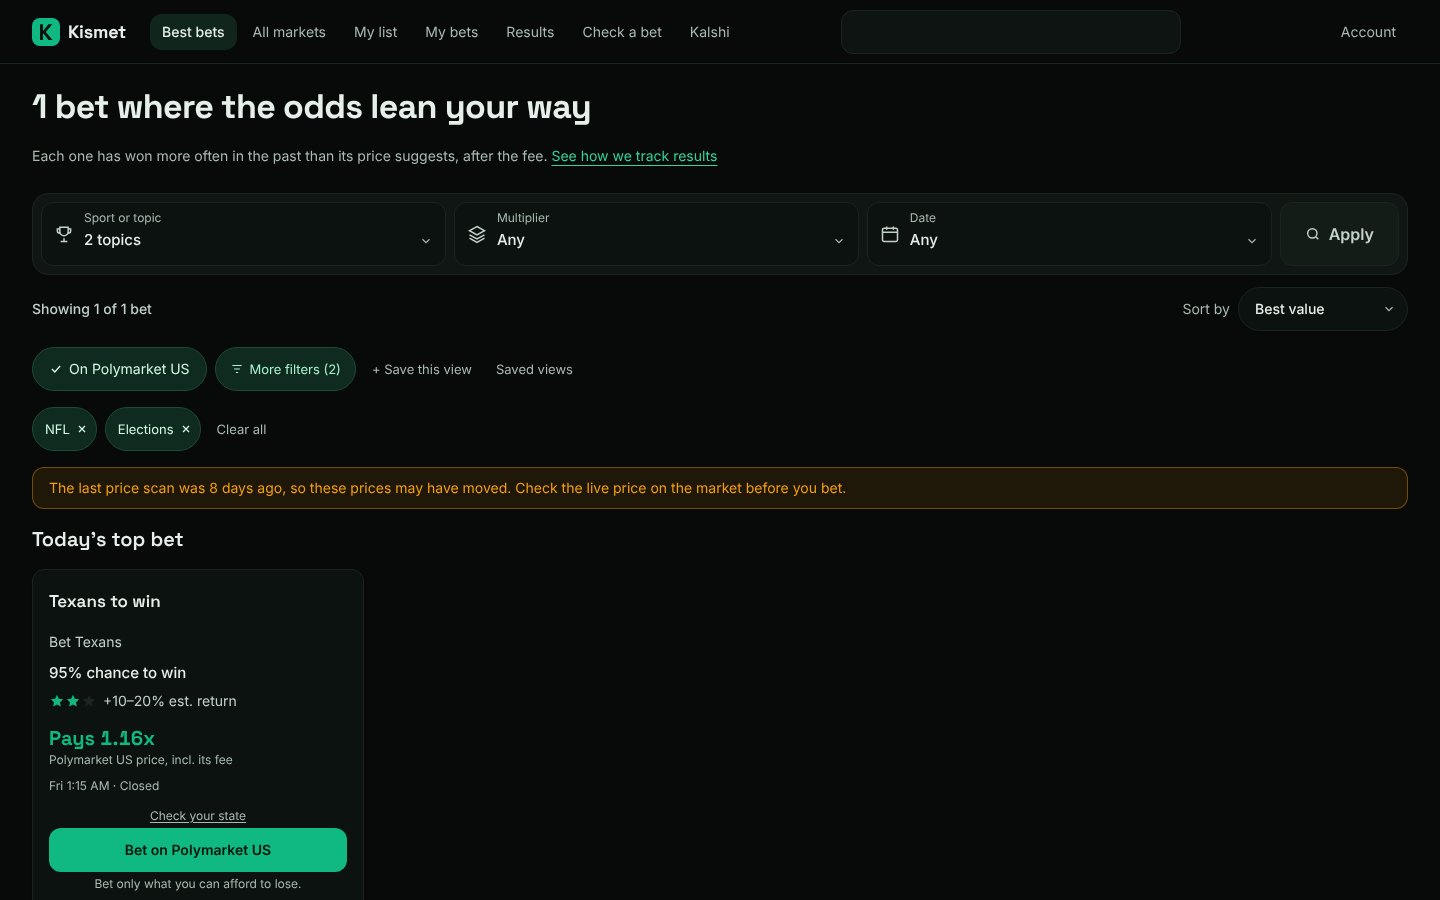 K Kismet
Best bets
All markets
My list
My bets
Results
Check a bet
Kalshi
Account
1 bet where the odds lean your way
Each one has won more often in the past than its price suggests, after the fee. See how we track results
Sport or topic
2 topics
Multiplier
Any
Date
Any
Apply
Showing 1 of 1 bet
Sort by
Best value
On Polymarket US
More filters (2)
+ Save this view
Saved views
NFL ×
Elections ×
Clear all
The last price scan was 8 days ago, so these prices may have moved. Check the live price on the market before you bet.
Today's top bet
Texans to win
Bet Texans
95% chance to win
+10–20% est. return
Pays 1.16x
Polymarket US price, incl. its fee
Fri 1:15 AM · Closed
Check your state
Bet on Polymarket US
Bet only what you can afford to lose.